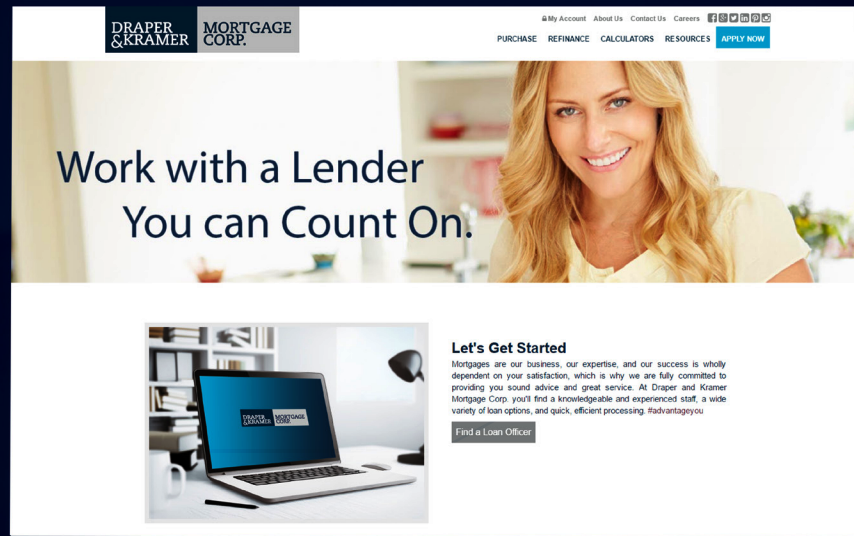 DRAPER
&KRAMER
MORTGAGE
CORP.
My Account About Us Contact Us Careers
PURCHASE REFINANCE CALCULATORS RESOURCES APPLY NOW
Work with a Lender
You can Count On.
DRAPER
&KRAMER
MORTGAGE
CORP.
Let's Get Started
Mortgages are our business, our expertise, and our success is wholly
dependent on your satisfaction, which is why we are fully committed to
providing you sound advice and great service. At Draper and Kramer
Mortgage Corp. you'll find a knowledgeable and experienced staff, a wide
variety of loan options, and quick, efficient processing. #advantageyou
Find a Loan Officer